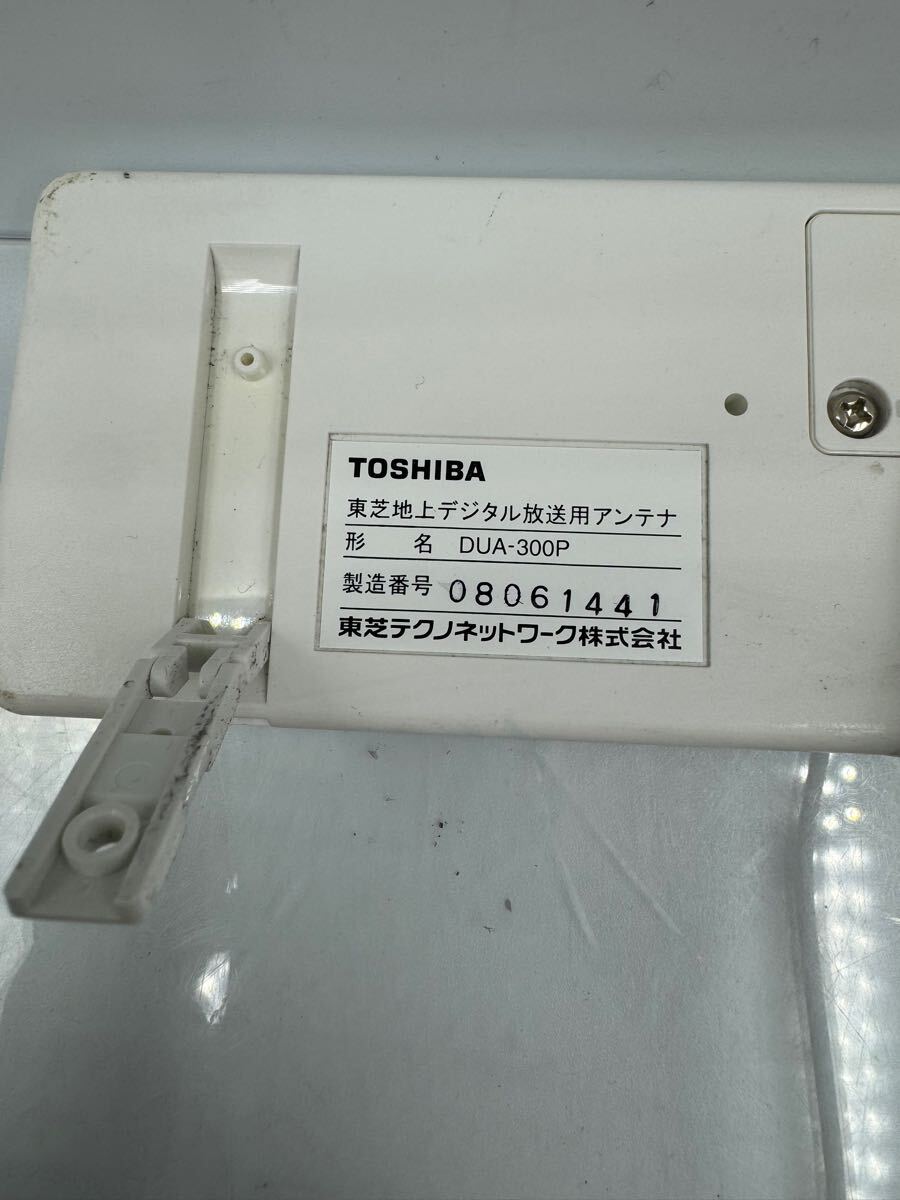 TOSHIBA
東芝地上デジタル放送用アンテナ
形 名 DUA-300P
製造番号 08061441
東芝テクノネットワーク株式会社